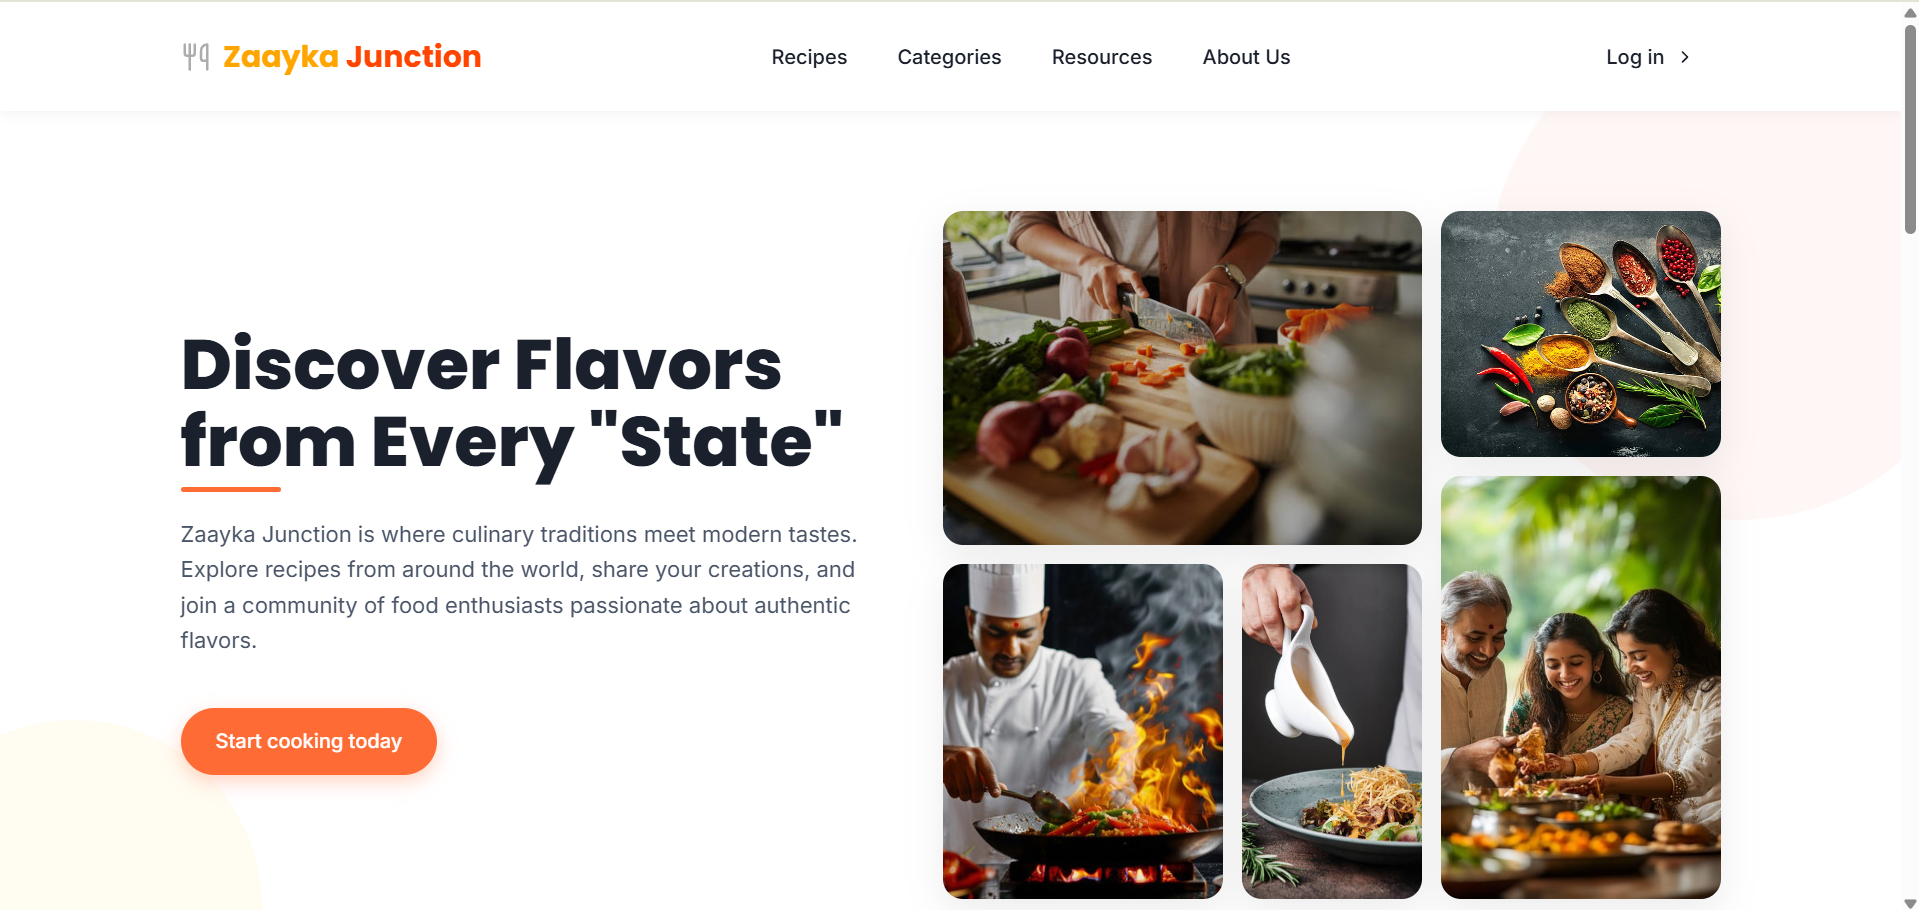 Zaayka Junction
Recipes
Categories
Resources
About Us
Log in
Discover Flavors
from Every "State"
Zaayka Junction is where culinary traditions meet modern tastes.
Explore recipes from around the world, share your creations, and
join a community of food enthusiasts passionate about authentic
flavors.
Start cooking today